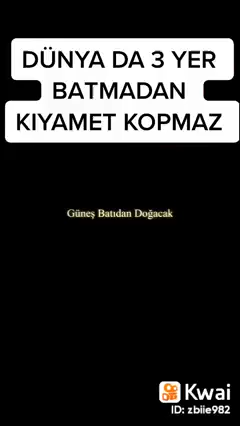 DÜNYA DA 3 YER
BATMADAN
KIYAMET KOPMAZ
Güneş Batıdan Doğacak
Kwai
ID: zbiie982